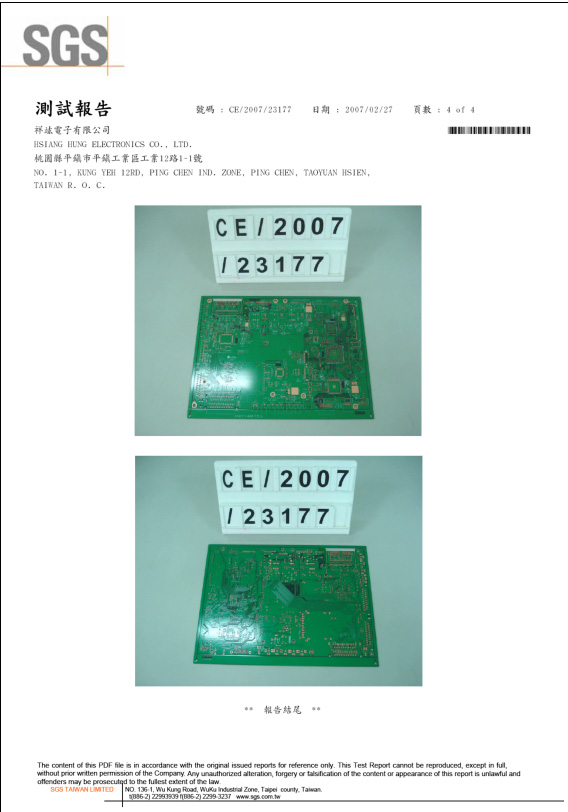 SGS
測試報告
號碼 : CE/2007/23177 日期 : 2007/02/27 頁數 : 4 of 4
祥竤電子有限公司
HSIANG HUNG ELECTRONICS CO., LTD.
桃園縣平鎮市平鎮工業區工業12路1-1號
NO. 1-1, KUNG YEH 12RD, PING CHEN IND. ZONE, PING CHEN, TAOYUAN HSIEN,
TAIWAN R. O. C.
CE/2007
/23177
CE/2007
/23177
** 報告結尾 **
The content of this PDF file is in accordance with the original issued reports for reference only. This Test Report cannot be reproduced, except in full,
without prior written permission of the Company. Any unauthorized alteration, forgery or falsification of the content or appearance of this report is unlawful and
offenders may be prosecuted to the fullest extent of the law.
SGS TAIWAN LIMITED NO. 136-1, Wu Kung Road, WuKu Industrial Zone, Taipei county, Taiwan.
t(886-2) 22993939 f(886-2) 2299-3237 www.sgs.com.tw